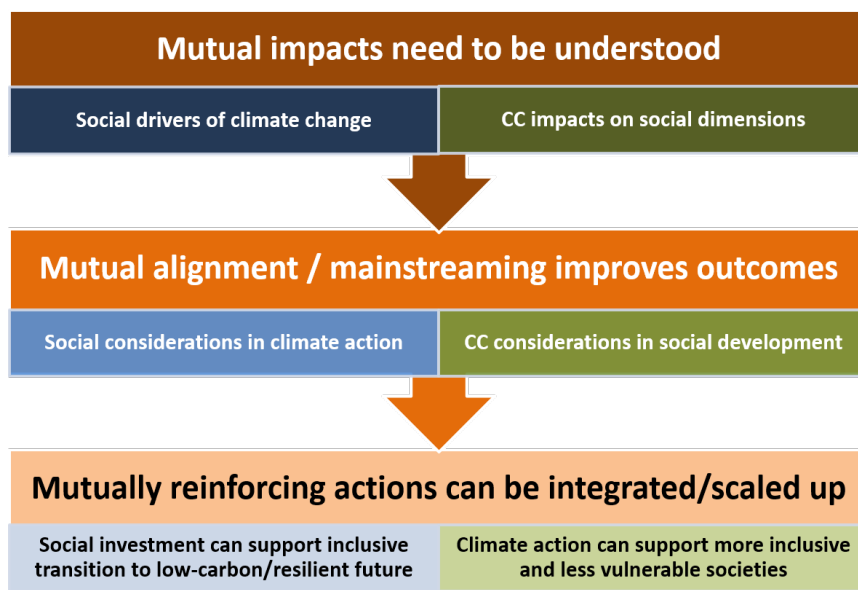 Mutual impacts need to be understood
Social drivers of climate change
CC impacts on social dimensions
Mutual alignment / mainstreaming improves outcomes
Social considerations in climate action
CC considerations in social development
Mutually reinforcing actions can be integrated/scaled up
Social investment can support inclusive
transition to low-carbon/resilient future
Climate action can support more inclusive
and less vulnerable societies